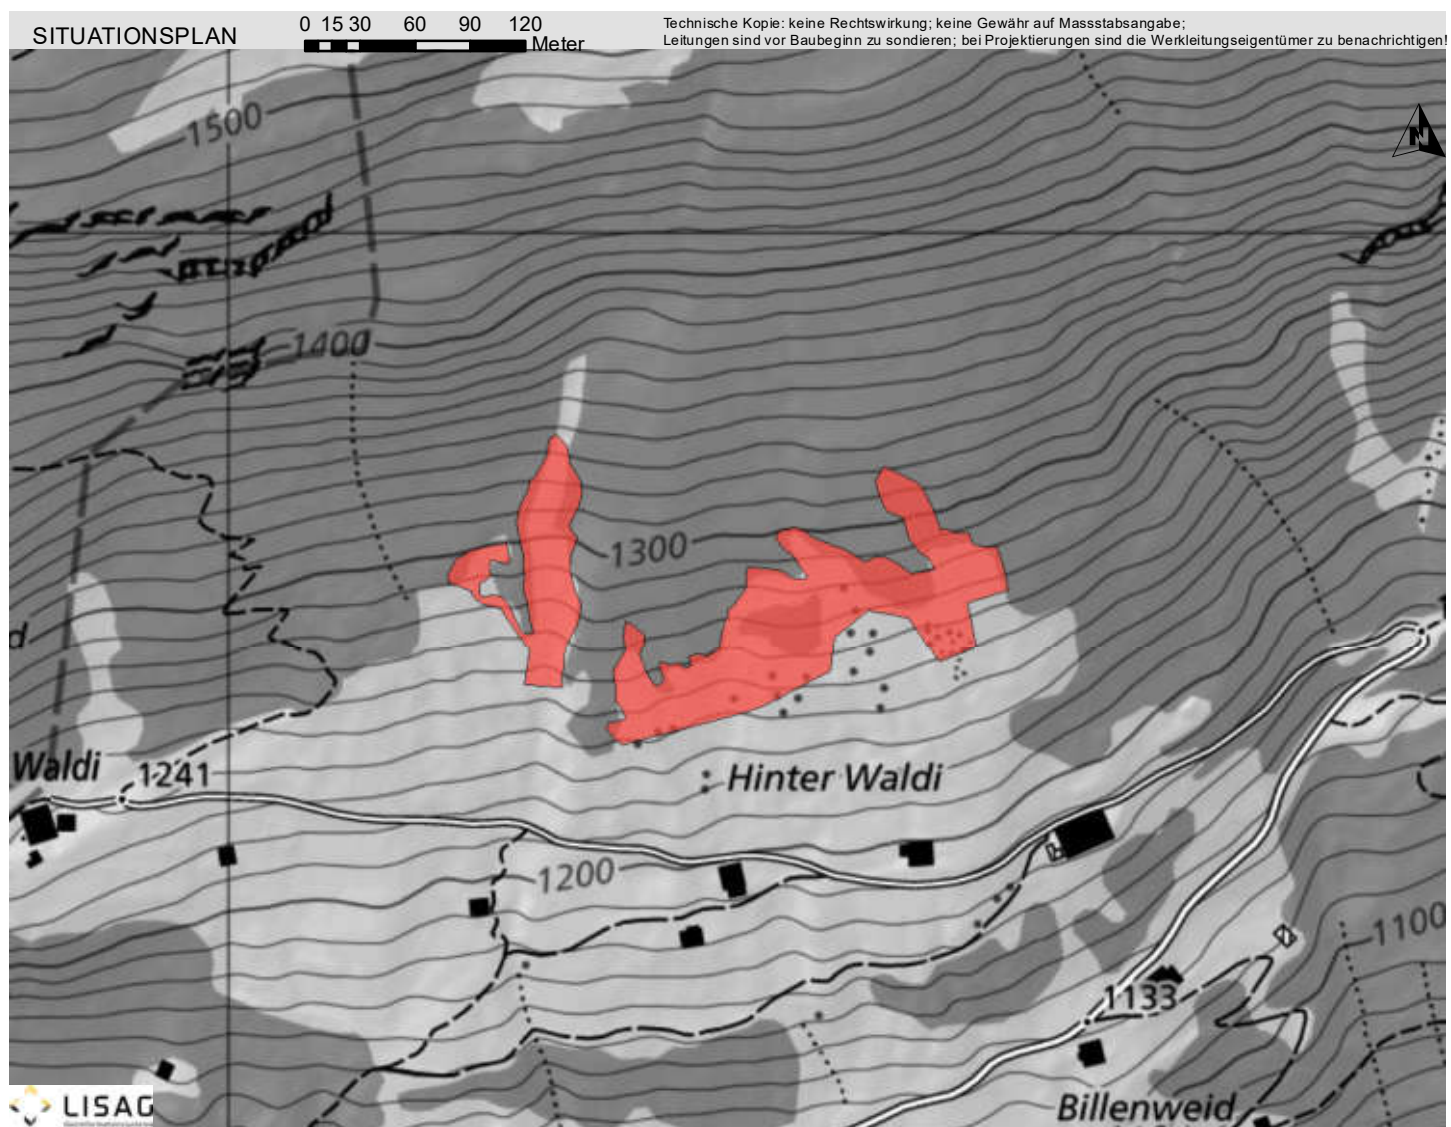 SITUATIONSPLAN
0 15 30 60 90 120
Meter
Technische Kopie: keine Rechtswirkung; keine Gewähr auf Massstabsangabe;
Leitungen sind vor Baubeginn zu sondieren; bei Projektierungen sind die Werkleitungseigentümer zu benachrichtigen!
N
1500
1400
1300
d
Waldi
1241
Hinter Waldi
1200
1100
1133
Billenweid
LISAG